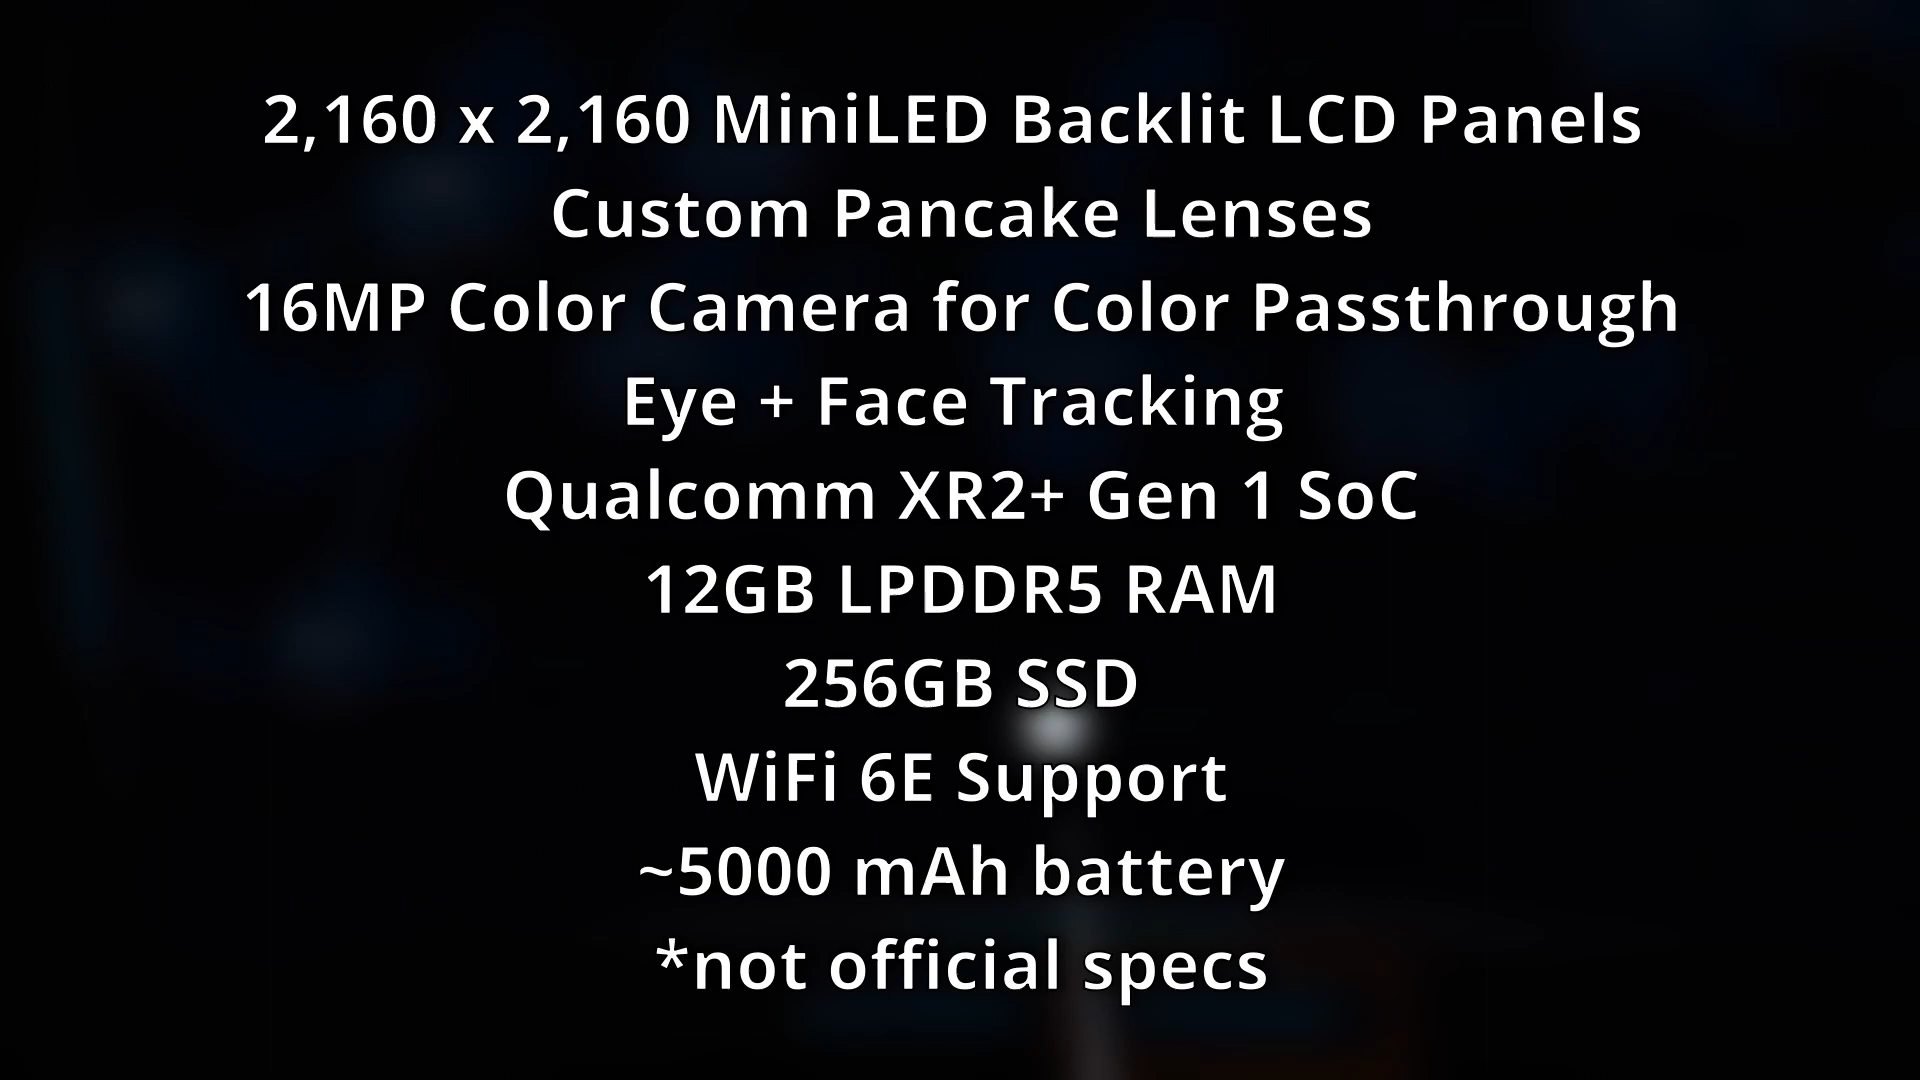 2,160 x 2,160 MiniLED Backlit LCD Panels
Custom Pancake Lenses
16MP Color Camera for Color Passthrough
Eye + Face Tracking
Qualcomm XR2+ Gen 1 SoC
12GB LPDDR5 RAM
256GB SSD
WiFi 6E Support
~5000 mAh battery
*not official specs